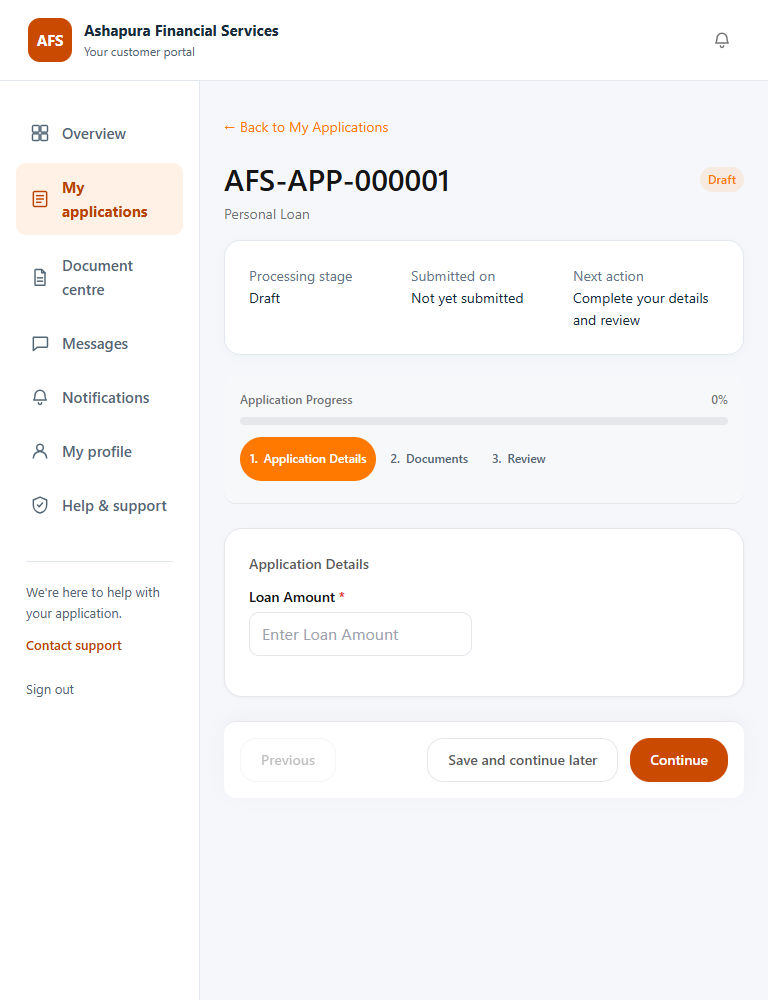 AFS
Ashapura Financial Services
Your customer portal
Overview
My
applications
Document
centre
Messages
Notifications
My profile
Help & support
We're here to help with
your application.
Contact support
Sign out
← Back to My Applications
AFS-APP-000001
Draft
Personal Loan
Processing stage
Draft
Submitted on
Not yet submitted
Next action
Complete your details
and review
Application Progress
0%
1. Application Details
2. Documents
3. Review
Application Details
Loan Amount *
Enter Loan Amount
Previous
Save and continue later
Continue